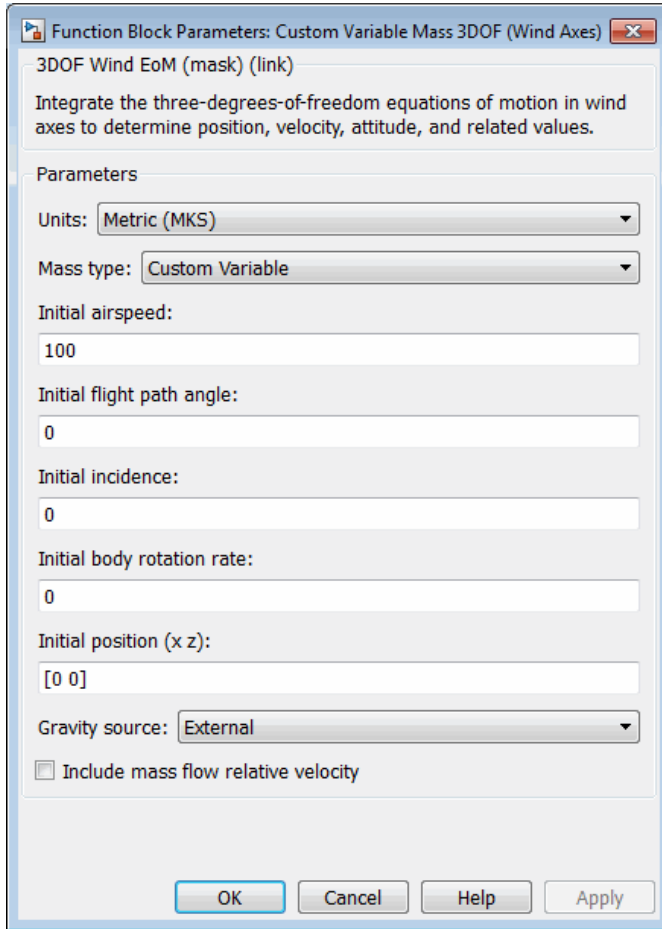 Function Block Parameters: Custom Variable Mass 3DOF (Wind Axes)
3DOF Wind EoM (mask) (link)
Integrate the three-degrees-of-freedom equations of motion in wind
axes to determine position, velocity, attitude, and related values.
Parameters
Units: Metric (MKS)
Mass type: Custom Variable
Initial airspeed:
100
Initial flight path angle:
0
Initial incidence:
0
Initial body rotation rate:
0
Initial position (x z):
[0 0]
Gravity source: External
Include mass flow relative velocity
OK Cancel Help Apply